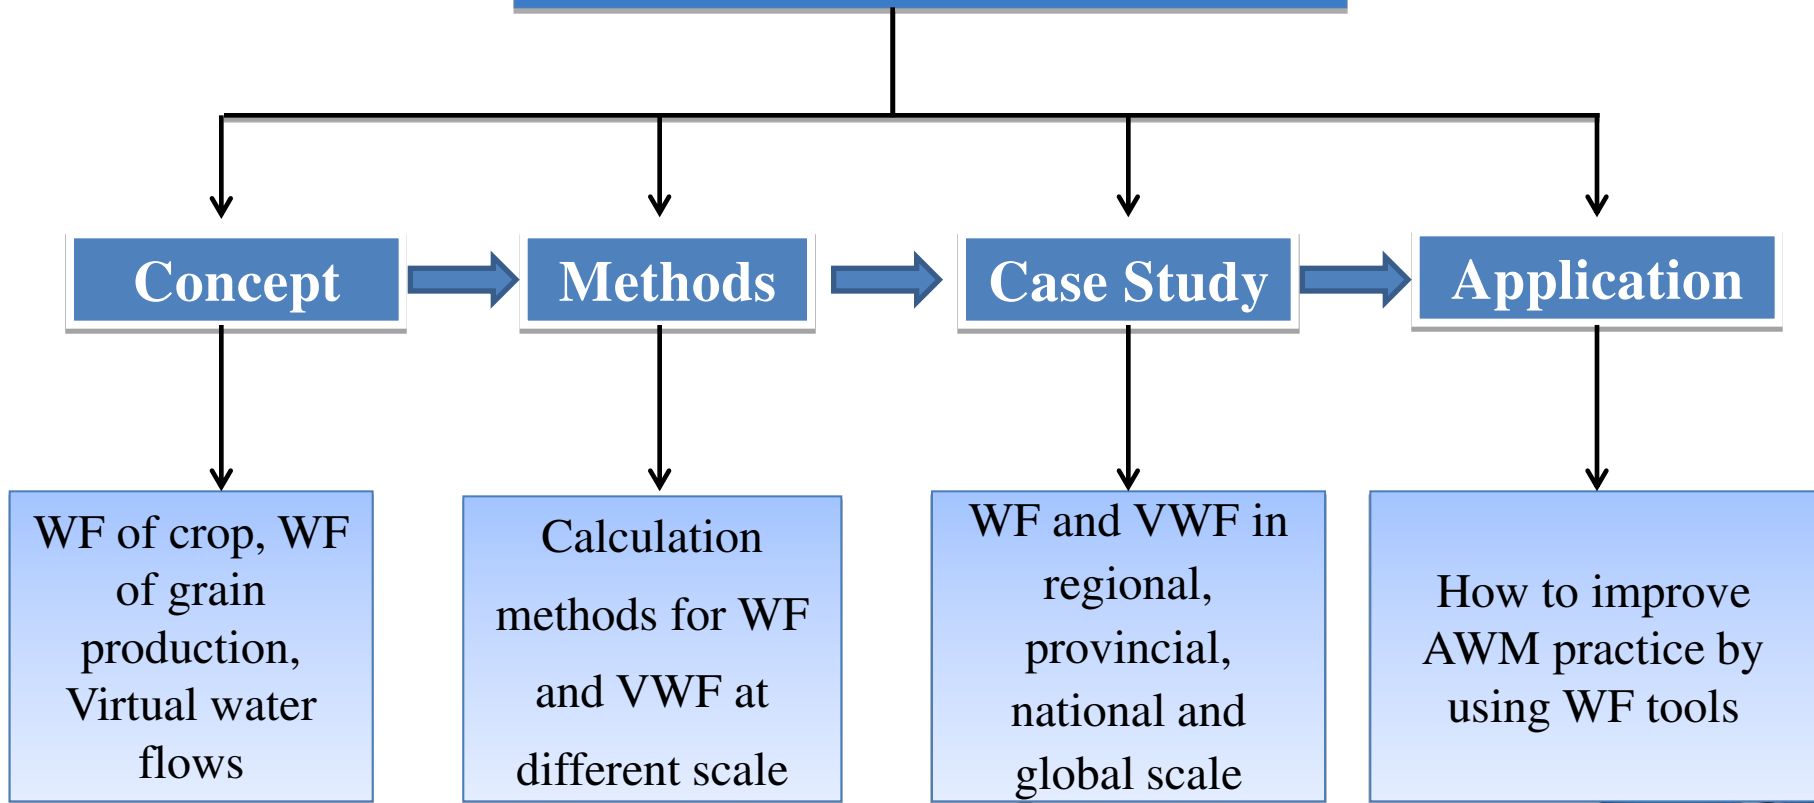 Concept
Methods
Case Study
Application
WF of crop, WF
of grain
production,
Virtual water
flows
Calculation
methods for WF
and VWF at
different scale
WF and VWF in
regional,
provincial,
national and
global scale
How to improve
AWM practice by
using WF tools